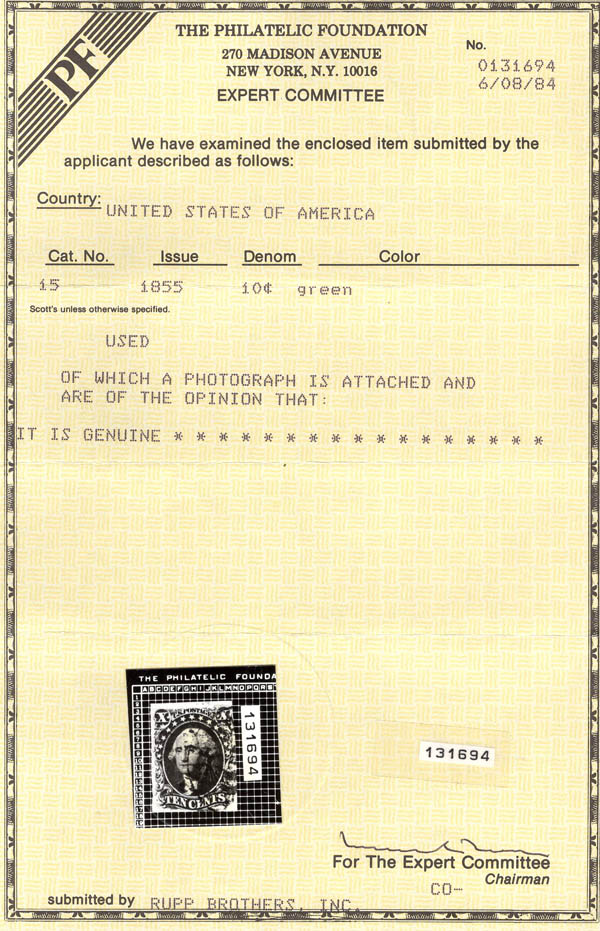 PF
THE PHILATELIC FOUNDATION
270 MADISON AVENUE
NEW YORK, N.Y. 10016
EXPERT COMMITTEE
No.
0131694
6/08/84
We have examined the enclosed item submitted by the
applicant described as follows:
Country: UNITED STATES OF AMERICA
Cat. No. Issue Denom Color
15 1855 10¢ green
Scott's unless otherwise specified.
USED
OF WHICH A PHOTOGRAPH IS ATTACHED AND
ARE OF THE OPINION THAT:
IT IS GENUINE * * * * * * * * * * * * * * * * *
THE PHILATELIC FOUNDA
A B C D E F G H I J K L M N O P Q R S
X U.S. POSTAGE X
131694
TEN CENTS
131694
For The Expert Committee
Chairman
CO-
submitted by RUPP BROTHERS, INC.